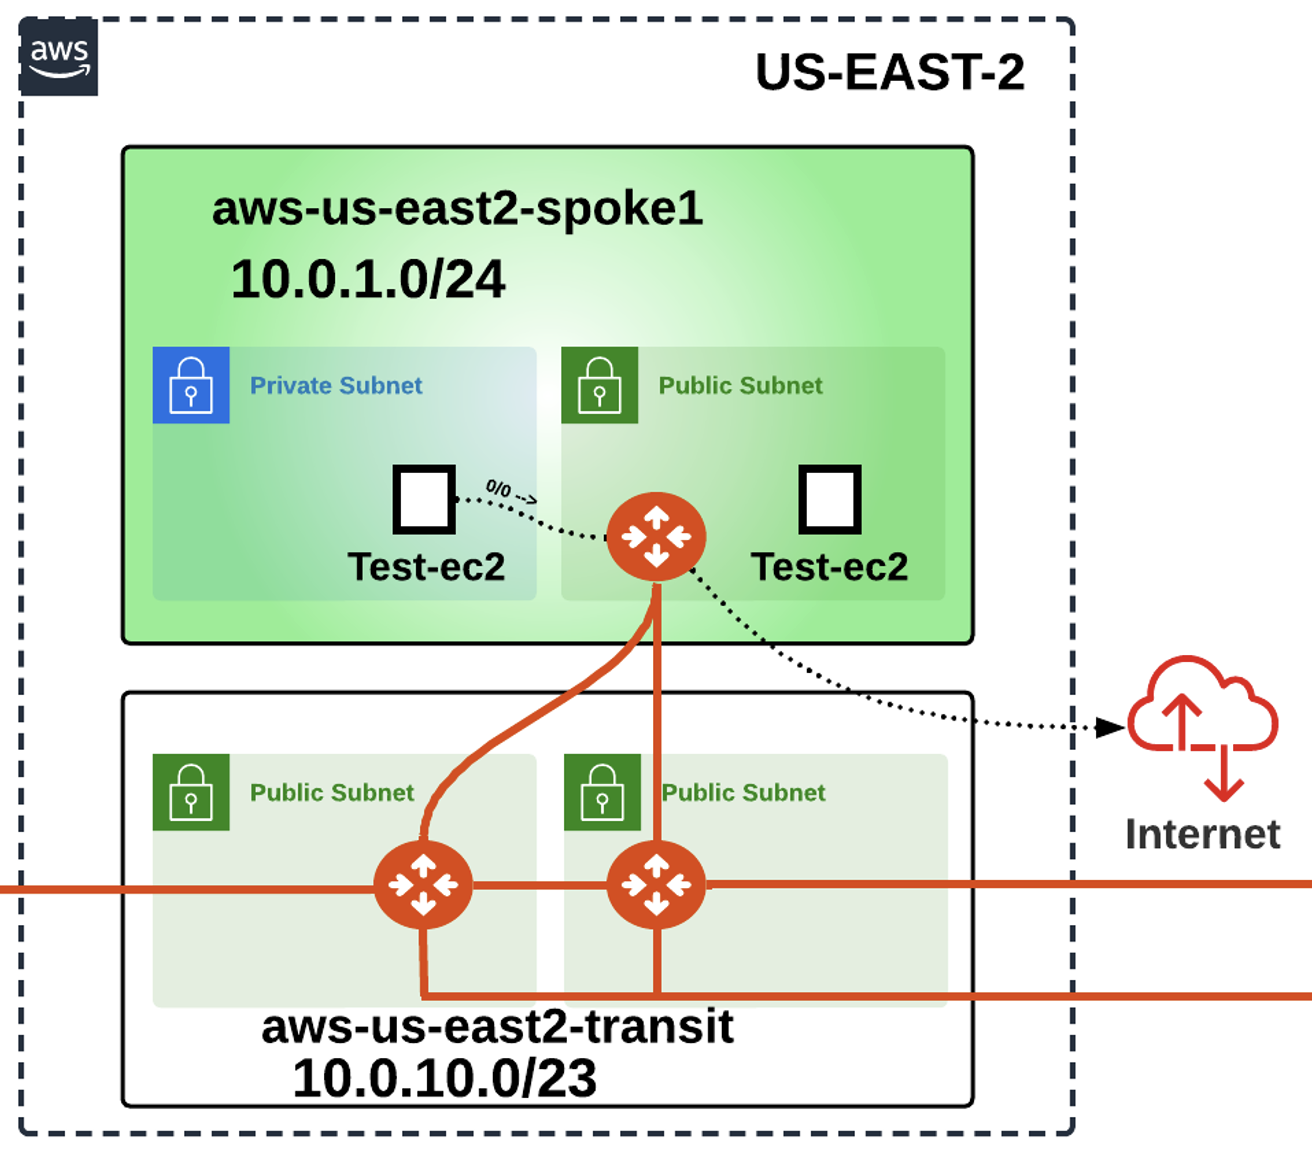 aws
US-EAST-2
aws-us-east2-spoke1
10.0.1.0/24
Private Subnet
Public Subnet
0/0 -->
Test-ec2
Test-ec2
Public Subnet
Public Subnet
Internet
aws-us-east2-transit
10.0.10.0/23